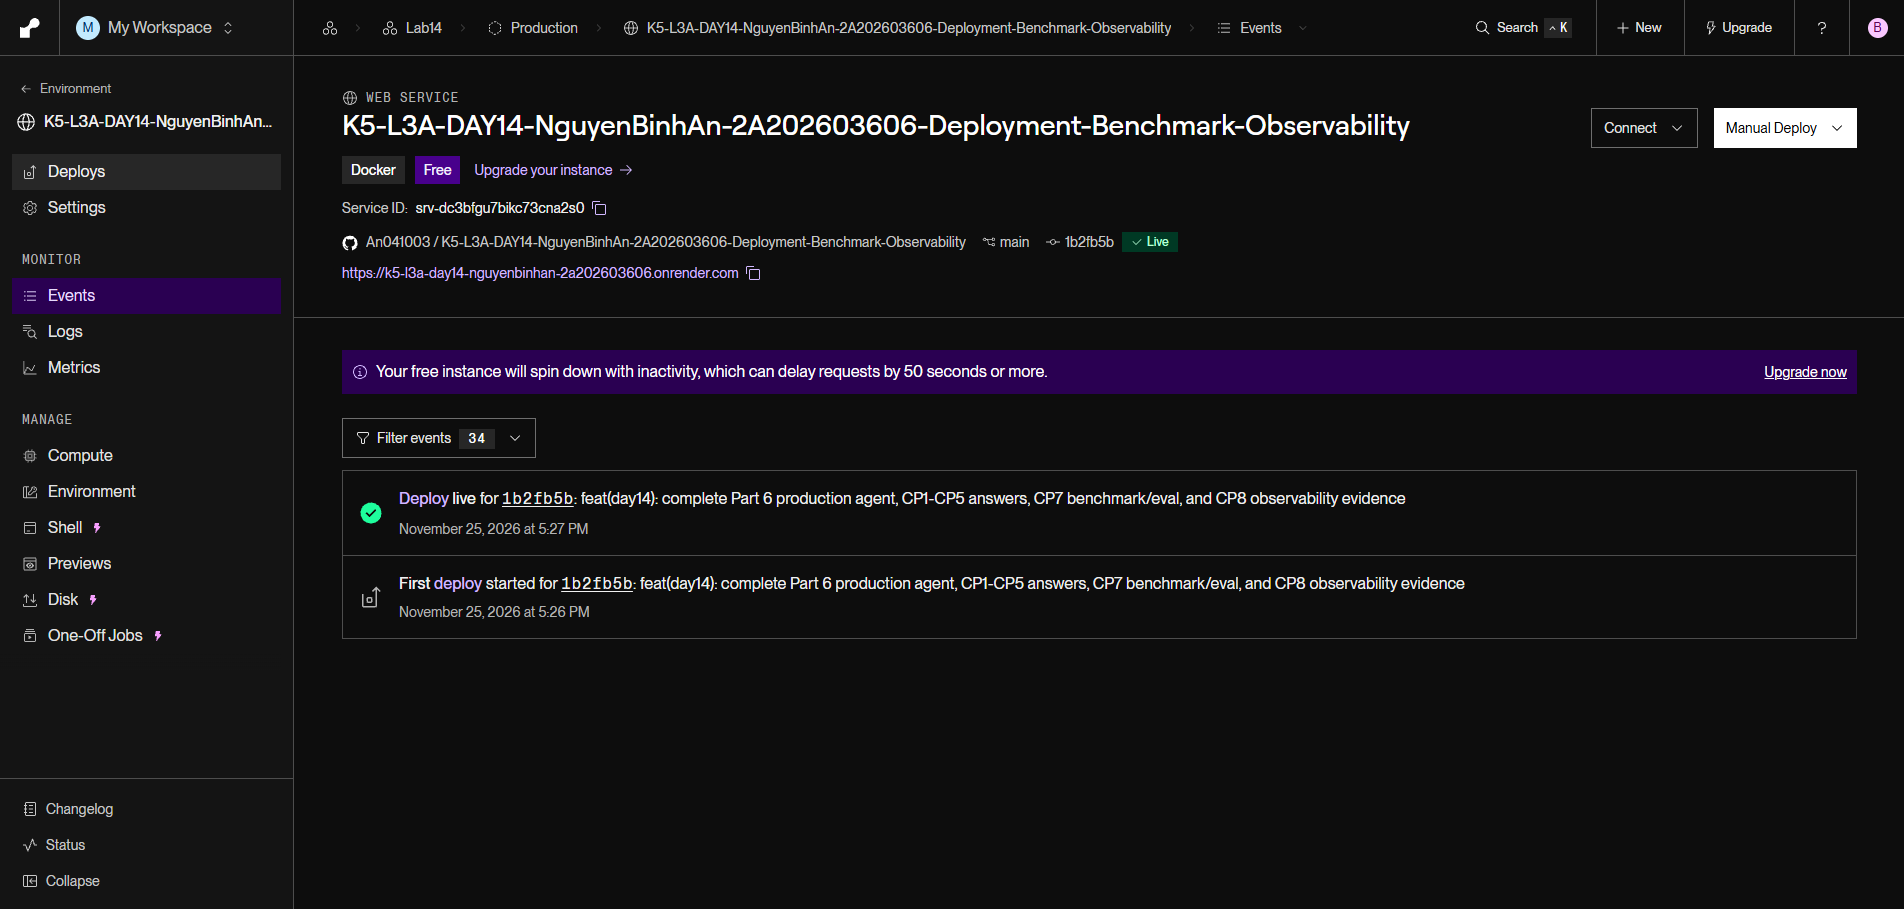 M My Workspace
Lab14
Production
K5-L3A-DAY14-NguyenBinhAn-2A202603606-Deployment-Benchmark-Observability
Events
Search ^ K
+ New
Upgrade
?
B
← Environment
K5-L3A-DAY14-NguyenBinhAn...
Deploys
Settings
MONITOR
Events
Logs
Metrics
MANAGE
Compute
Environment
Shell
Previews
Disk
One-Off Jobs
Changelog
Status
Collapse
WEB SERVICE
K5-L3A-DAY14-NguyenBinhAn-2A202603606-Deployment-Benchmark-Observability
Connect
Manual Deploy
Docker Free Upgrade your instance →
Service ID: srv-dc3bfgu7bikc73cna2s0
An041003 / K5-L3A-DAY14-NguyenBinhAn-2A202603606-Deployment-Benchmark-Observability main 1b2fb5b ✓ Live
https://k5-l3a-day14-nguyenbinhan-2a202603606.onrender.com
Your free instance will spin down with inactivity, which can delay requests by 50 seconds or more. Upgrade now
Filter events 34
Deploy live for 1b2fb5b: feat(day14): complete Part 6 production agent, CP1-CP5 answers, CP7 benchmark/eval, and CP8 observability evidence
November 25, 2026 at 5:27 PM
First deploy started for 1b2fb5b: feat(day14): complete Part 6 production agent, CP1-CP5 answers, CP7 benchmark/eval, and CP8 observability evidence
November 25, 2026 at 5:26 PM